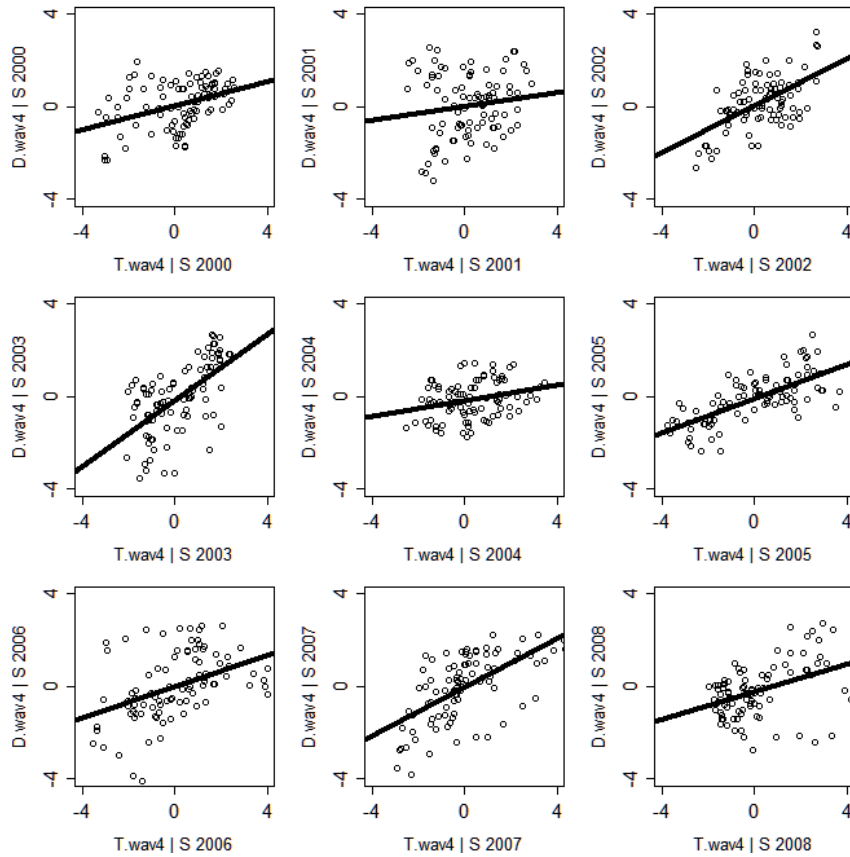 4
0
-4
D.wav4 | S 2000
-4 0 4
T.wav4 | S 2000
4
0
-4
D.wav4 | S 2001
-4 0 4
T.wav4 | S 2001
4
0
-4
D.wav4 | S 2002
-4 0 4
T.wav4 | S 2002
4
0
-4
D.wav4 | S 2003
-4 0 4
T.wav4 | S 2003
4
0
-4
D.wav4 | S 2004
-4 0 4
T.wav4 | S 2004
4
0
-4
D.wav4 | S 2005
-4 0 4
T.wav4 | S 2005
4
0
-4
D.wav4 | S 2006
-4 0 4
T.wav4 | S 2006
4
0
-4
D.wav4 | S 2007
-4 0 4
T.wav4 | S 2007
4
0
-4
D.wav4 | S 2008
-4 0 4
T.wav4 | S 2008